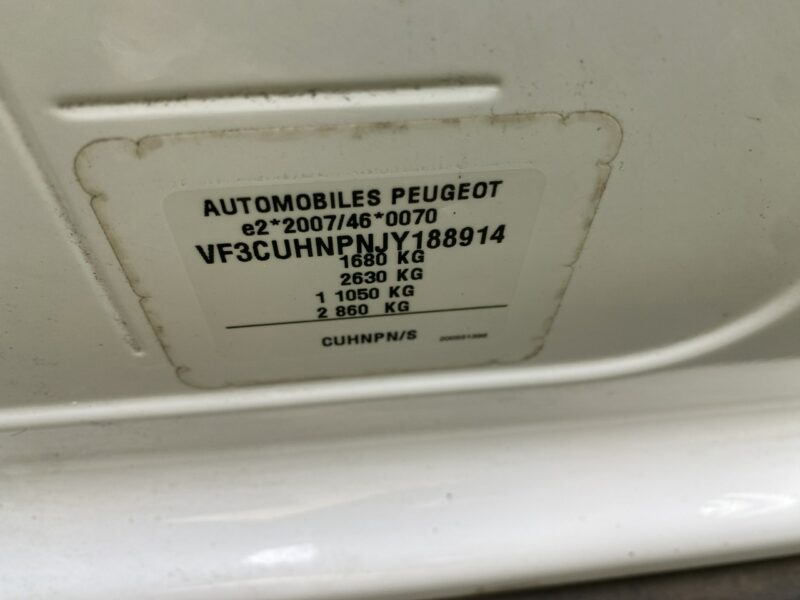 AUTOMOBILES PEUGEOT
e2*2007/46*0070
VF3CUHNPNJY188914
1680 KG
2630 KG
1 1050 KG
2 860 KG
CUHNPN/S